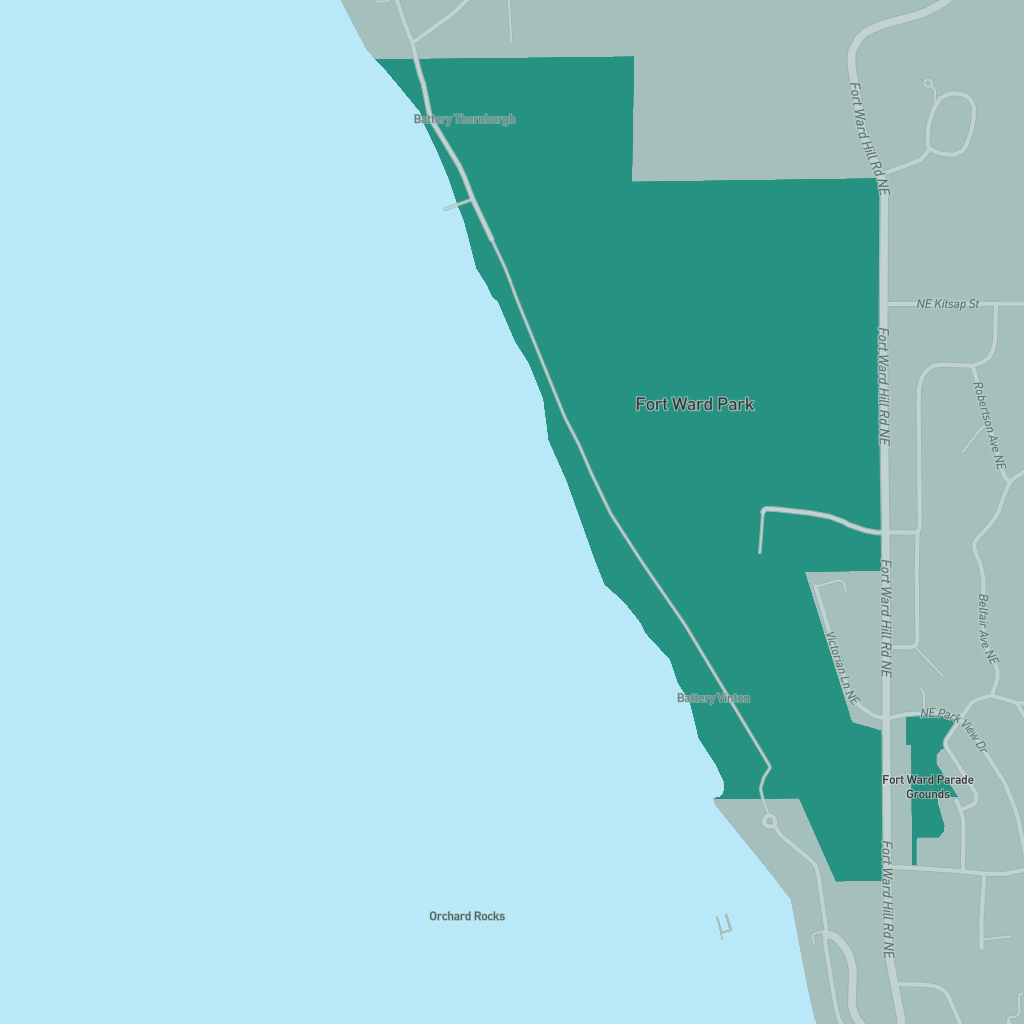 Battery Thornburgh
Fort Ward Hill Rd NE
NE Kitsap St
Fort Ward Hill Rd NE
Robertson Ave NE
Fort Ward Park
Fort Ward Hill Rd NE
Belfair Ave NE
Victorian Ln NE
Battery Vinton
NE Park View Dr
Fort Ward Parade
Grounds
Fort Ward Hill Rd NE
Orchard Rocks